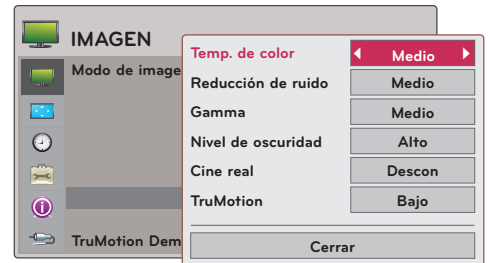 IMAGEN
Modo de image
Temp. de color Medio
Reducción de ruido Medio
Gamma Medio
Nivel de oscuridad Alto
Cine real Descon
TruMotion Bajo
TruMotion Dem
Cerrar